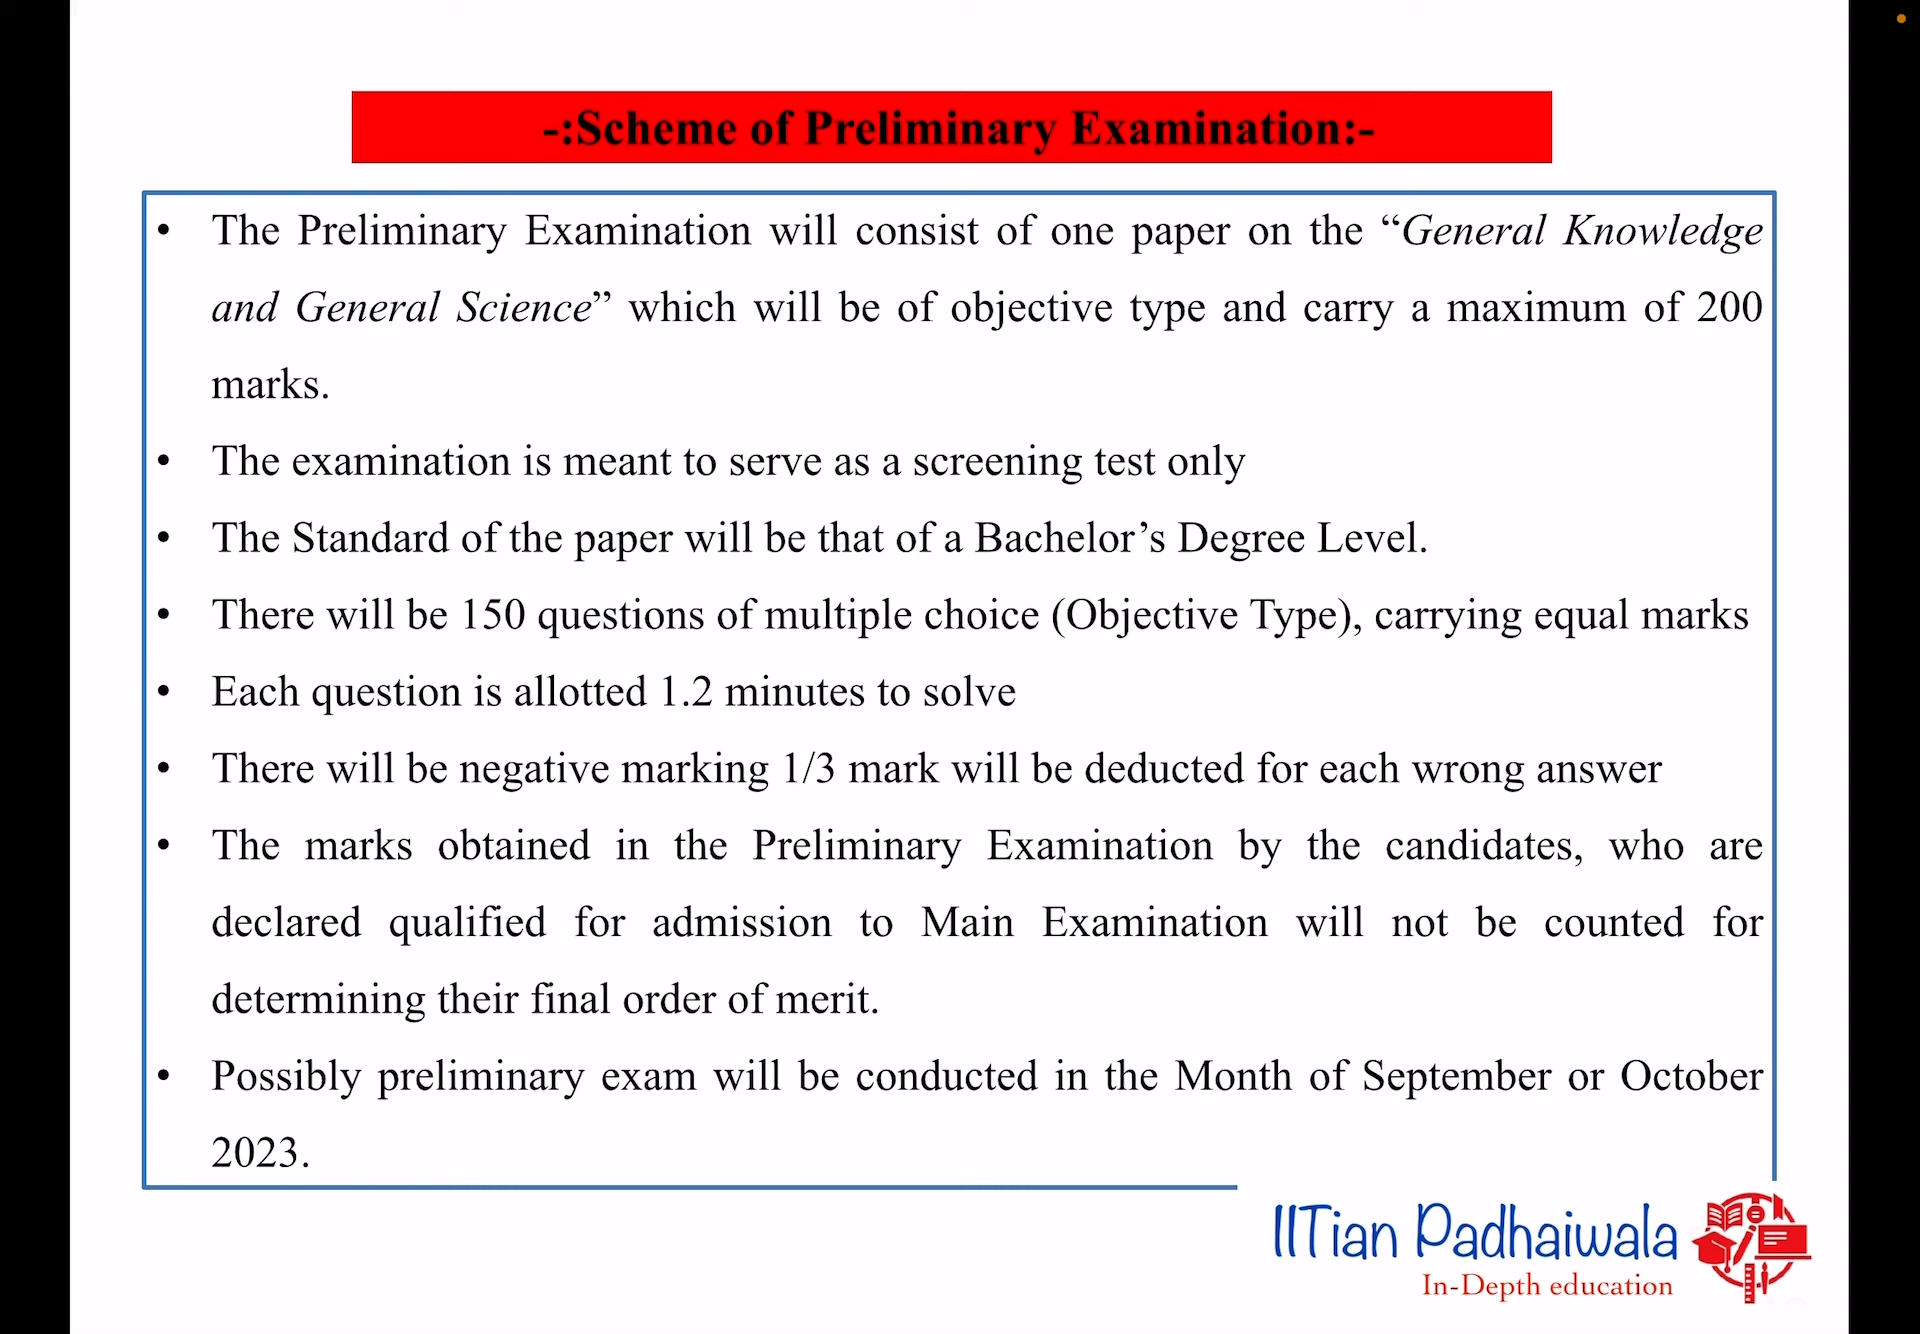 -:Scheme of Preliminary Examination:-
• The Preliminary Examination will consist of one paper on the “General Knowledge
and General Science” which will be of objective type and carry a maximum of 200
marks.
• The examination is meant to serve as a screening test only
• The Standard of the paper will be that of a Bachelor’s Degree Level.
• There will be 150 questions of multiple choice (Objective Type), carrying equal marks
• Each question is allotted 1.2 minutes to solve
• There will be negative marking 1/3 mark will be deducted for each wrong answer
• The marks obtained in the Preliminary Examination by the candidates, who are
declared qualified for admission to Main Examination will not be counted for
determining their final order of merit.
• Possibly preliminary exam will be conducted in the Month of September or October
2023.
IITian Padhaiwala
In-Depth education